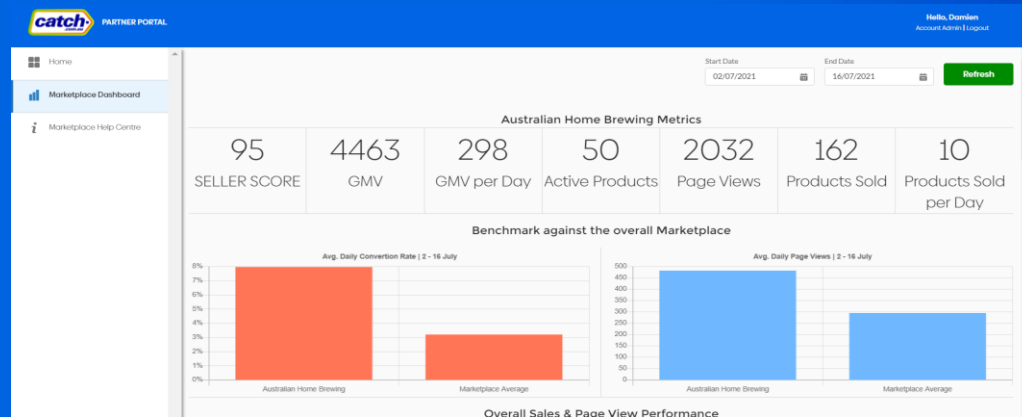 catch
.com.au
PARTNER PORTAL
Hello, Damien
Account Admin | Logout
Home
Marketplace Dashboard
Marketplace Help Centre
Start Date
02/07/2021
End Date
16/07/2021
Refresh
Australian Home Brewing Metrics
95
SELLER SCORE
4463
GMV
298
GMV per Day
50
Active Products
2032
Page Views
162
Products Sold
10
Products Sold
per Day
Benchmark against the overall Marketplace
Avg. Daily Convertion Rate | 2 - 16 July
8%
7%
6%
5%
4%
3%
2%
1%
0%
Australian Home Brewing
Marketplace Average
Avg. Daily Page Views | 2 - 16 July
500
450
400
350
300
250
200
150
100
50
0
Australian Home Brewing
Marketplace Average
Overall Sales & Page View Performance